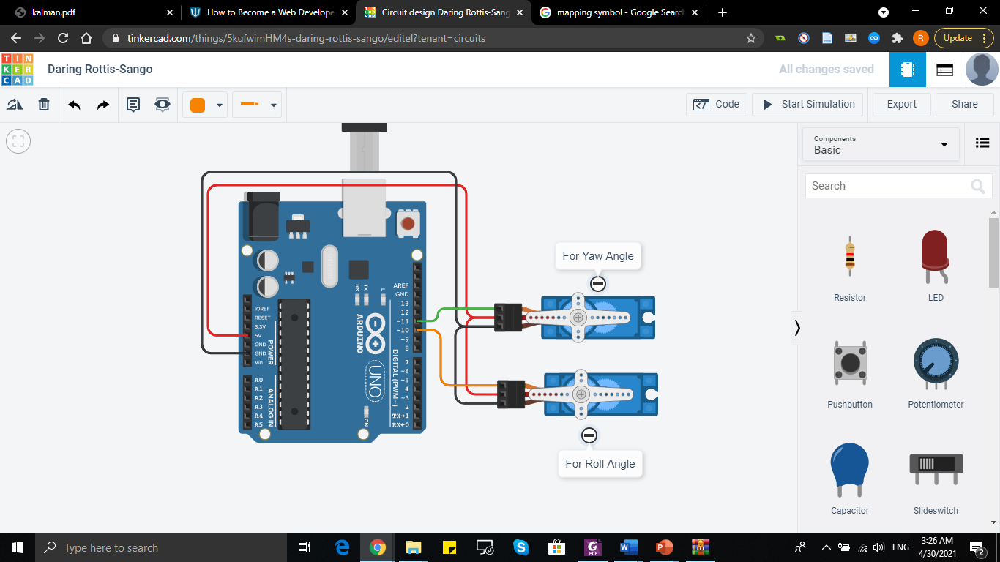 kalman.pdf
How to Become a Web Develope
Circuit design Daring Rottis-Sang
mapping symbol - Google Search
tinkercad.com/things/5kufwimHM4s-daring-rottis-sango/editel?tenant=circuits
R
Update
TIN
KER
CAD
Daring Rottis-Sango
All changes saved
Code
Start Simulation
Export
Share
Components
Basic
Search
Resistor
LED
Pushbutton
Potentiometer
Capacitor
Slideswitch
For Yaw Angle
For Roll Angle
AREF
GND
13
12
~11
~10
~9
8
7
~6
~5
4
~3
2
TX→1
RX←0
IOREF
RESET
3.3V
5V
GND
GND
Vin
A0
A1
A2
A3
A4
A5
POWER
ANALOG IN
RX
TX
L
ARDUINO
UNO
DIGITAL (PWM~)
ON
Type here to search
ENG
3:26 AM
4/30/2021
2